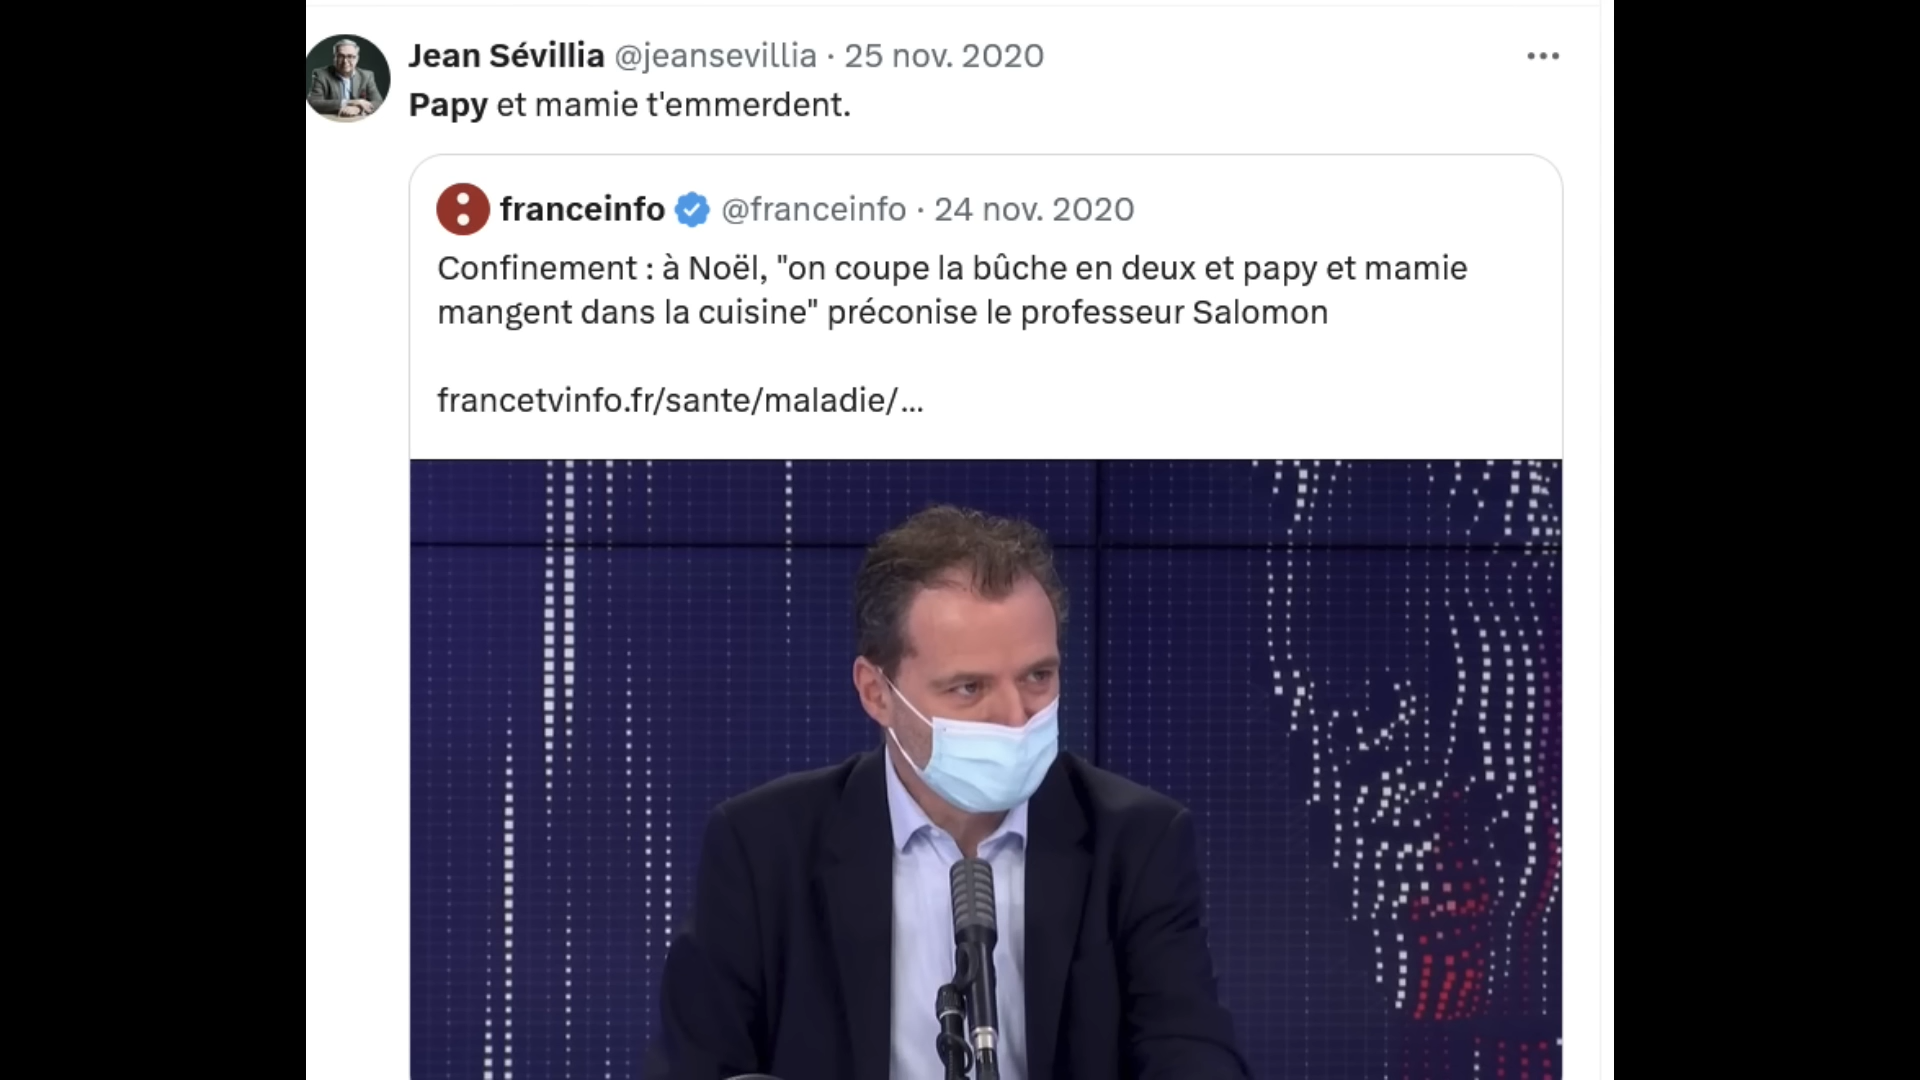 Jean Sévillia @jeansevillia · 25 nov. 2020
Papy et mamie t'emmerdent.
franceinfo @franceinfo · 24 nov. 2020
Confinement : à Noël, "on coupe la bûche en deux et papy et mamie
mangent dans la cuisine" préconise le professeur Salomon
francetvinfo.fr/sante/maladie/...